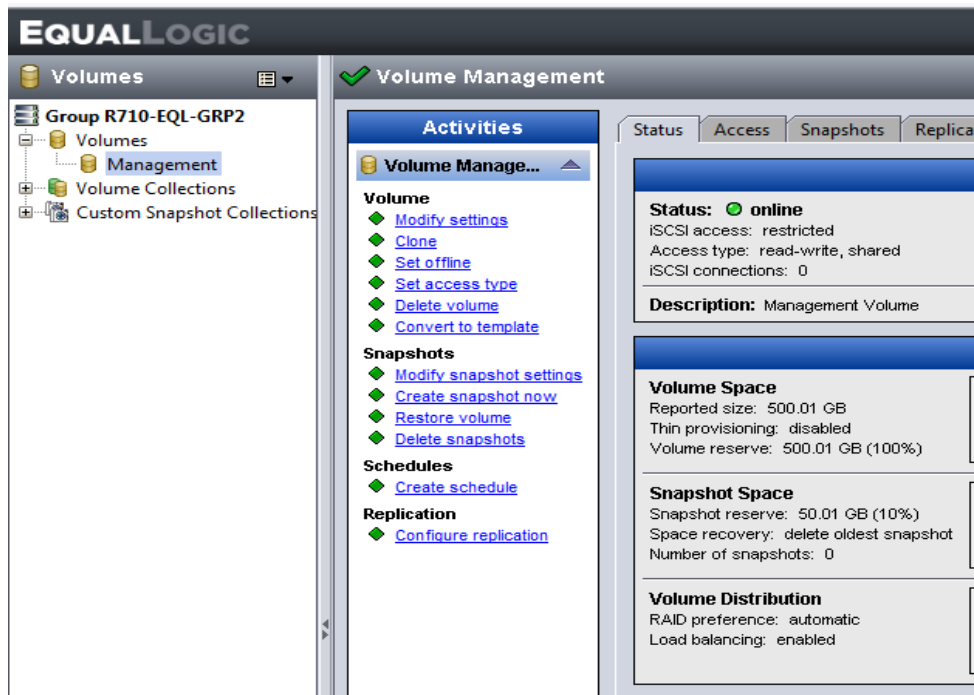 EQUALLOGIC
Volumes
Group R710-EQL-GRP2
Volumes
Management
Volume Collections
Custom Snapshot Collections
Volume Management
Activities
Volume Manage...
Volume
Modify settings
Clone
Set offline
Set access type
Delete volume
Convert to template
Snapshots
Modify snapshot settings
Create snapshot now
Restore volume
Delete snapshots
Schedules
Create schedule
Replication
Configure replication
Status Access Snapshots Replica
Status: online
iSCSI access: restricted
Access type: read-write, shared
iSCSI connections: 0
Description: Management Volume
Volume Space
Reported size: 500.01 GB
Thin provisioning: disabled
Volume reserve: 500.01 GB (100%)
Snapshot Space
Snapshot reserve: 50.01 GB (10%)
Space recovery: delete oldest snapshot
Number of snapshots: 0
Volume Distribution
RAID preference: automatic
Load balancing: enabled